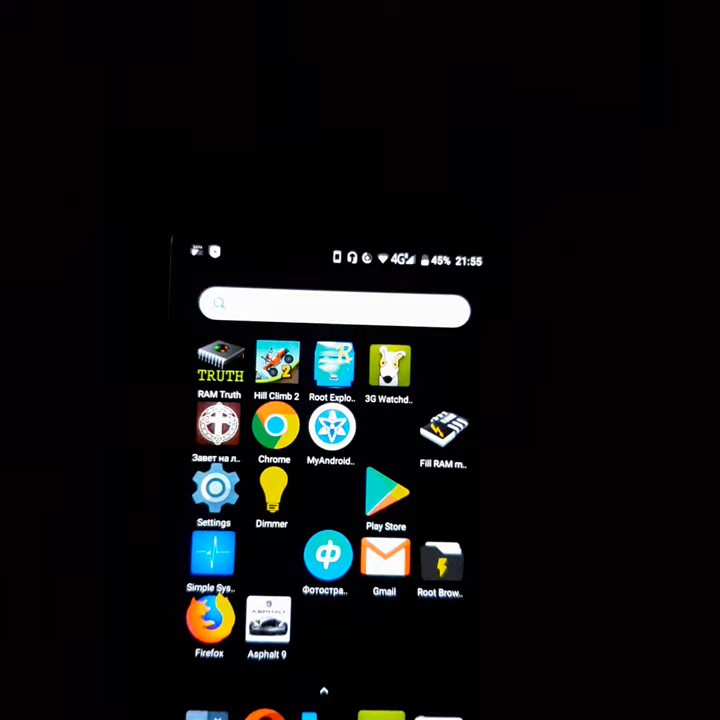 4G 45% 21:55
TRUTH
RAM Truth Hill Climb 2 Root Explo.. 3G Watchd..
Завет на л.. Chrome MyAndroid.. Fill RAM m..
Settings Dimmer Play Store
Simple Sys.. Фотостра.. Gmail Root Brow..
ASPHALT
Firefox Asphalt 9